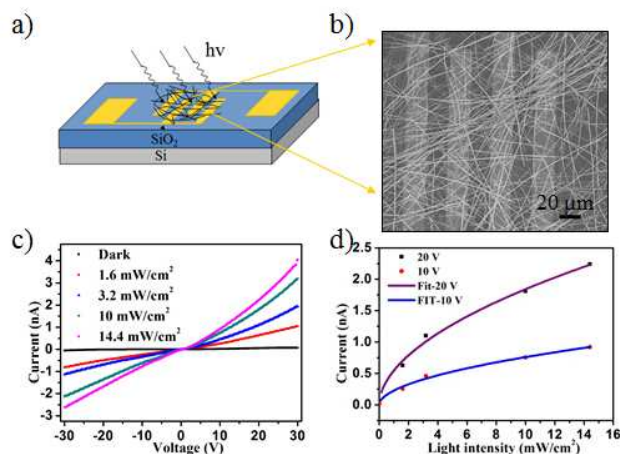 a)
hν
SiO2
Si
b)
20 μm
c)
Dark
1.6 mW/cm2
3.2 mW/cm2
10 mW/cm2
14.4 mW/cm2
Current (nA)
4
3
2
1
0
-1
-2
-3
-30 -20 -10 0 10 20 30
Voltage (V)
d)
20 V
10 V
Fit-20 V
FIT-10 V
Current (nA)
2.5
2.0
1.5
1.0
0.5
0.0
0 2 4 6 8 10 12 14 16
Light intensity (mW/cm2)